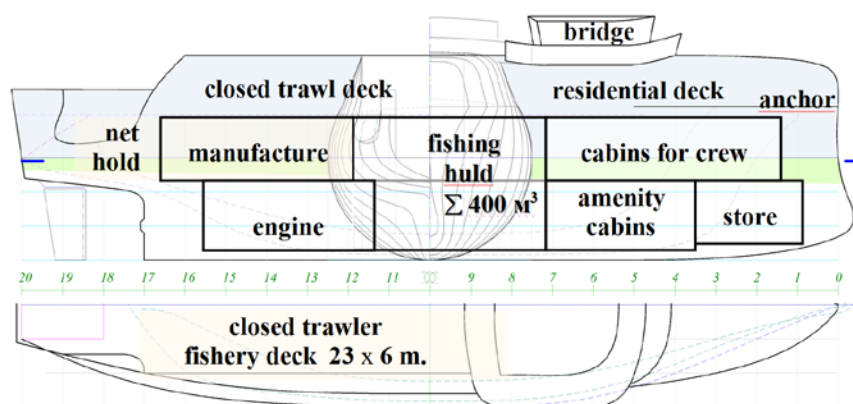 bridge
closed trawl deck
residential deck
anchor
net
hold
manufacture
fishing
huld
∑ 400 м³
cabins for crew
engine
amenity
cabins
store
20 19 18 17 16 15 14 13 12 11 10 9 8 7 6 5 4 3 2 1 0
closed trawler
fishery deck 23 x 6 m.